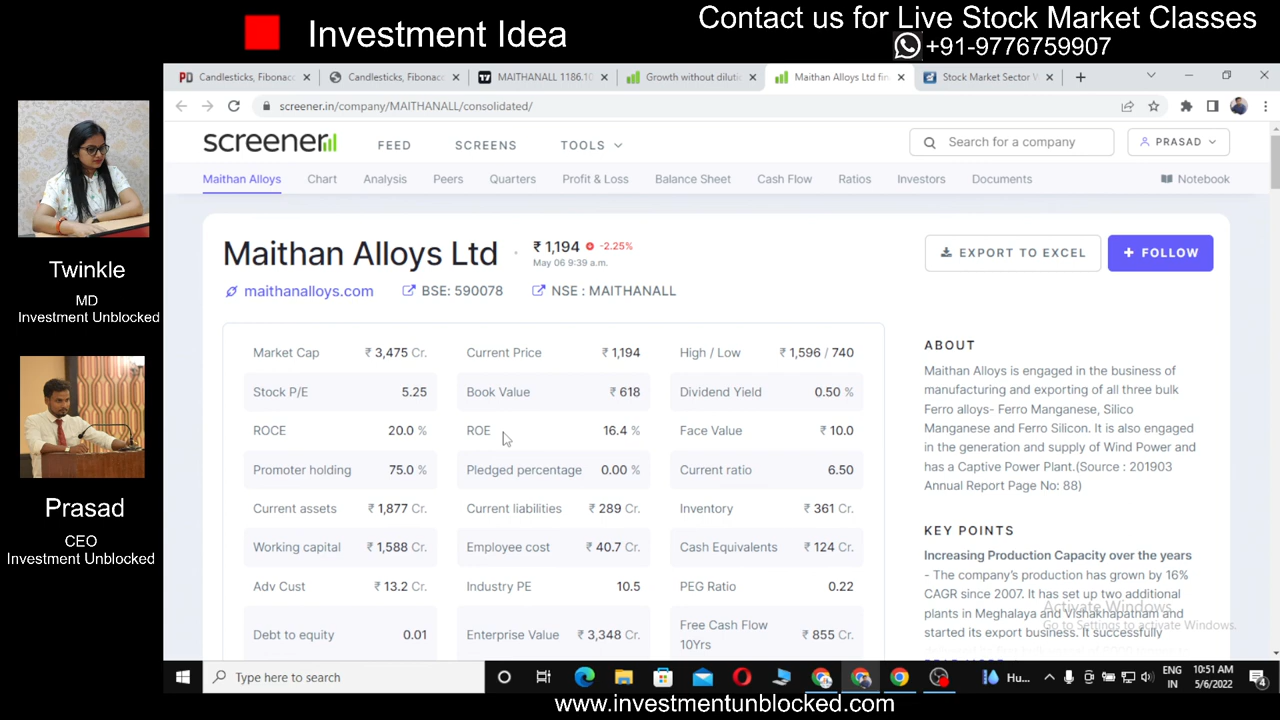 Investment Idea
Contact us for Live Stock Market Classes
+91-9776759907
Twinkle
MD
Investment Unblocked
Prasad
CEO
Investment Unblocked
PD Candlesticks, Fibonacc
Candlesticks, Fibonacc
MAITHANALL 1186.10
Growth without diluti
Maithan Alloys Ltd fin
Stock Market Sector W
screener.in/company/MAITHANALL/consolidated/
screener
FEED SCREENS TOOLS
Search for a company
PRASAD
Maithan Alloys Chart Analysis Peers Quarters Profit & Loss Balance Sheet Cash Flow Ratios Investors Documents Notebook
Maithan Alloys Ltd
₹ 1,194 -2.25%
May 06 9:39 a.m.
EXPORT TO EXCEL
+ FOLLOW
maithanalloys.com BSE: 590078 NSE : MAITHANALL
Market Cap ₹ 3,475 Cr. Current Price ₹ 1,194 High / Low ₹ 1,596 / 740
Stock P/E 5.25 Book Value ₹ 618 Dividend Yield 0.50 %
ROCE 20.0 % ROE 16.4 % Face Value ₹ 10.0
Promoter holding 75.0 % Pledged percentage 0.00 % Current ratio 6.50
Current assets ₹ 1,877 Cr. Current liabilities ₹ 289 Cr. Inventory ₹ 361 Cr.
Working capital ₹ 1,588 Cr. Employee cost ₹ 40.7 Cr. Cash Equivalents ₹ 124 Cr.
Adv Cust ₹ 13.2 Cr. Industry PE 10.5 PEG Ratio 0.22
Debt to equity 0.01 Enterprise Value ₹ 3,348 Cr. Free Cash Flow 10Yrs ₹ 855 Cr.
ABOUT
Maithan Alloys is engaged in the business of
manufacturing and exporting of all three bulk
Ferro alloys- Ferro Manganese, Silico
Manganese and Ferro Silicon. It is also engaged
in the generation and supply of Wind Power and
has a Captive Power Plant.(Source : 201903
Annual Report Page No: 88)
KEY POINTS
Increasing Production Capacity over the years
- The company's production has grown by 16%
CAGR since 2007. It has set up two additional
plants in Meghalaya and Vishakhapatnam and
started its export business. It successfully
Activate Windows
Go to Settings to activate Windows.
Type here to search
Hu...
ENG
IN
10:51 AM
5/6/2022
4
www.investmentunblocked.com